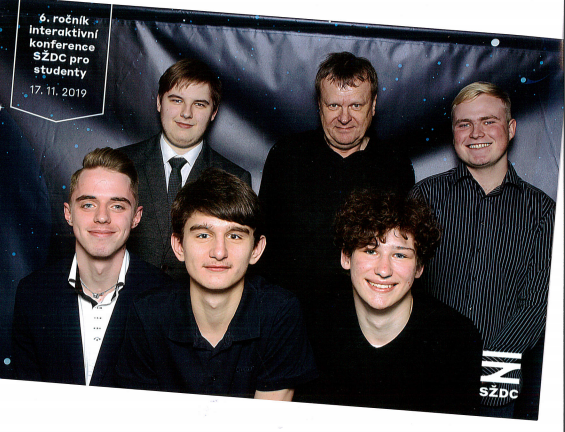 6. ročník
interaktivní
konference
SŽDC pro
studenty
17. 11. 2019
SŽDC